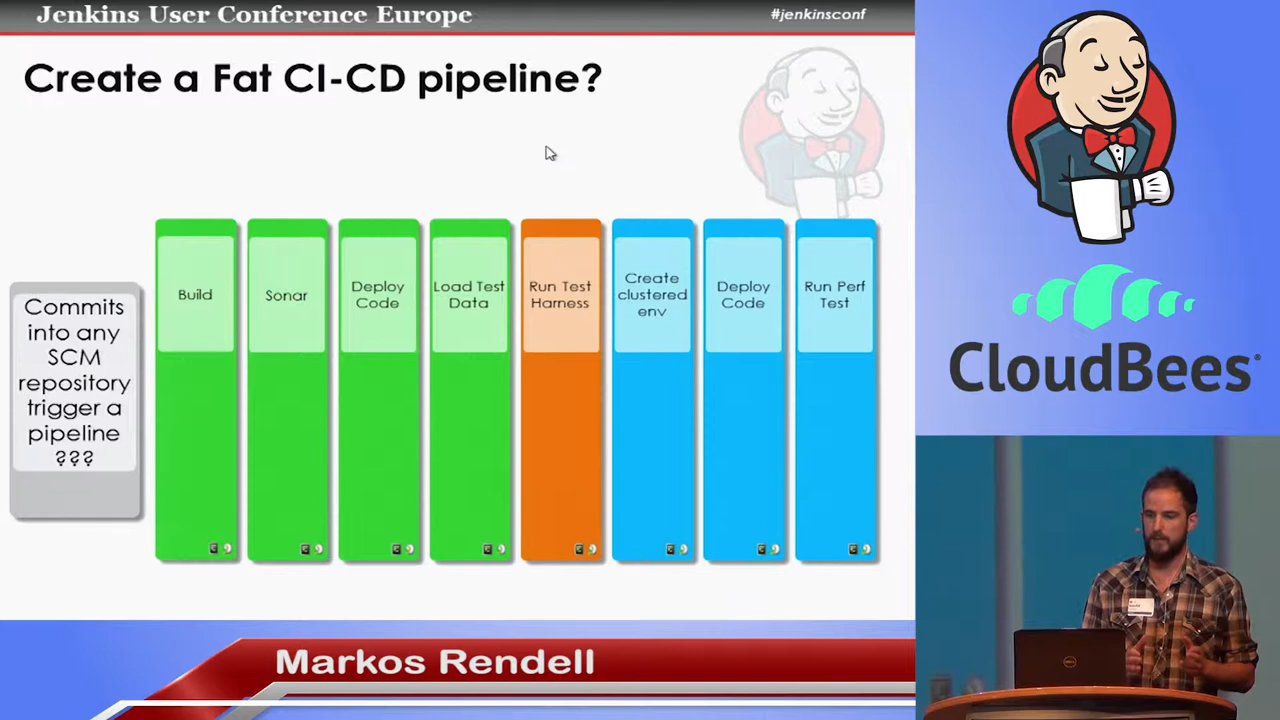 Jenkins User Conference Europe
#jenkinsconf
Create a Fat CI-CD pipeline?
Commits
into any
SCM
repository
trigger a
pipeline
???
Build
Sonar
Deploy
Code
Load Test
Data
Run Test
Harness
Create
clustered
env
Deploy
Code
Run Perf
Test
CloudBees
Markos Rendell